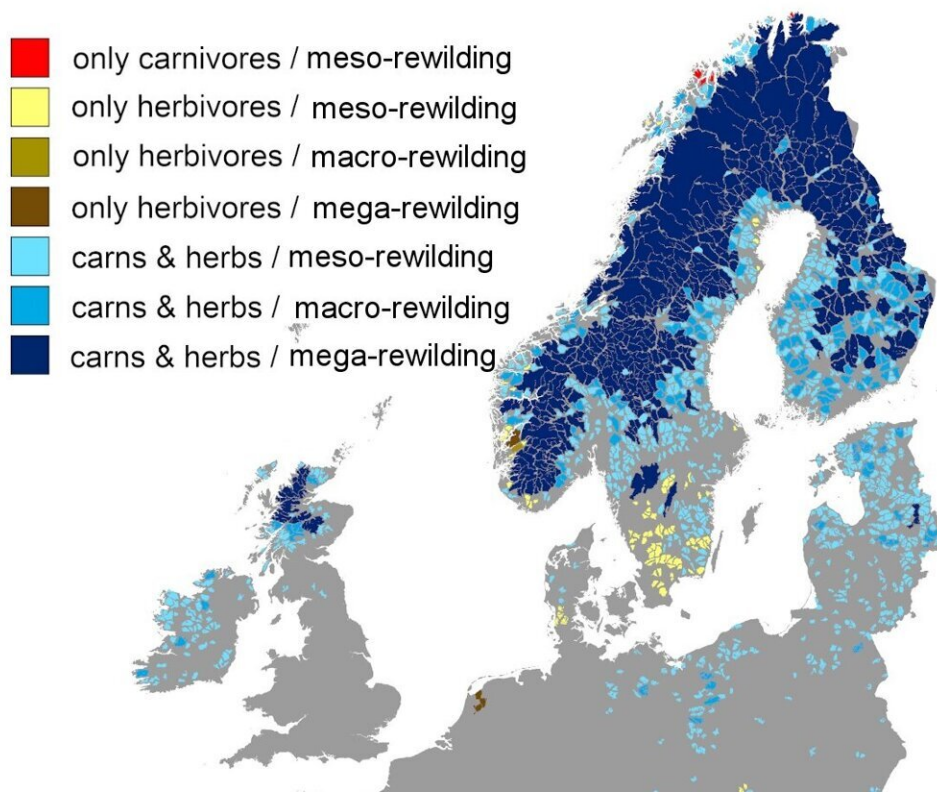 only carnivores / meso-rewilding
only herbivores / meso-rewilding
only herbivores / macro-rewilding
only herbivores / mega-rewilding
carns & herbs / meso-rewilding
carns & herbs / macro-rewilding
carns & herbs / mega-rewilding